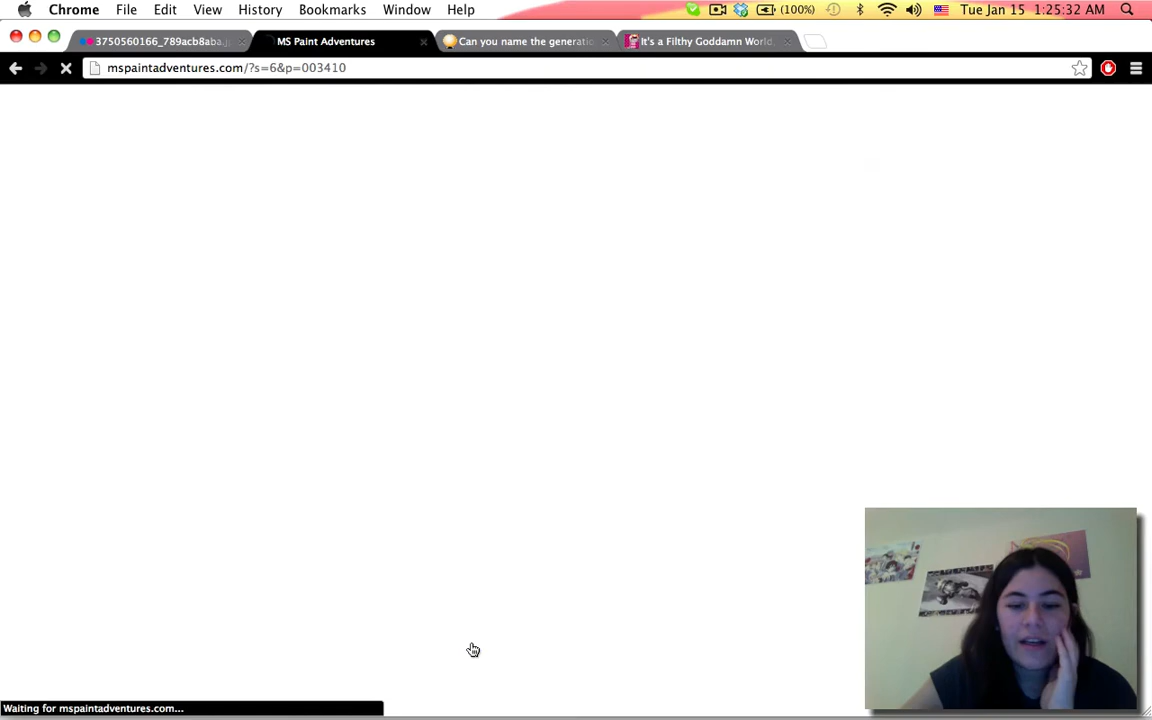 Chrome File Edit View History Bookmarks Window Help (100%) Tue Jan 15 1:25:32 AM
3750560166_789acb8aba.j MS Paint Adventures Can you name the generatio It's a Filthy Goddamn World.
mspaintadventures.com/?s=6&p=003410
Waiting for mspaintadventures.com...